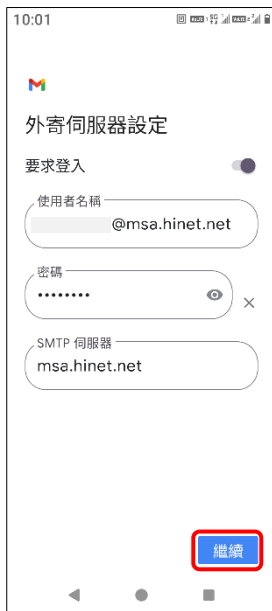 10:01
外寄伺服器設定
要求登入
使用者名稱
@msa.hinet.net
密碼
••••••••
SMTP 伺服器
msa.hinet.net
繼續